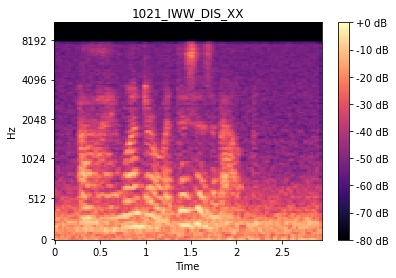 1021_IWW_DIS_XX
+0 dB
8192
-10 dB
4096
-20 dB
-30 dB
2048
Hz
-40 dB
1024
-50 dB
512
-60 dB
-70 dB
0
-80 dB
0 0.5 1 1.5 2 2.5
Time